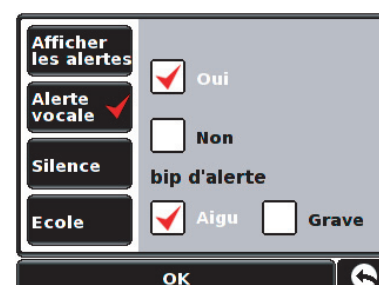 Afficher
les alertes
Alerte
vocale
Silence
Ecole
Oui
Non
bip d'alerte
Aigu
Grave
OK